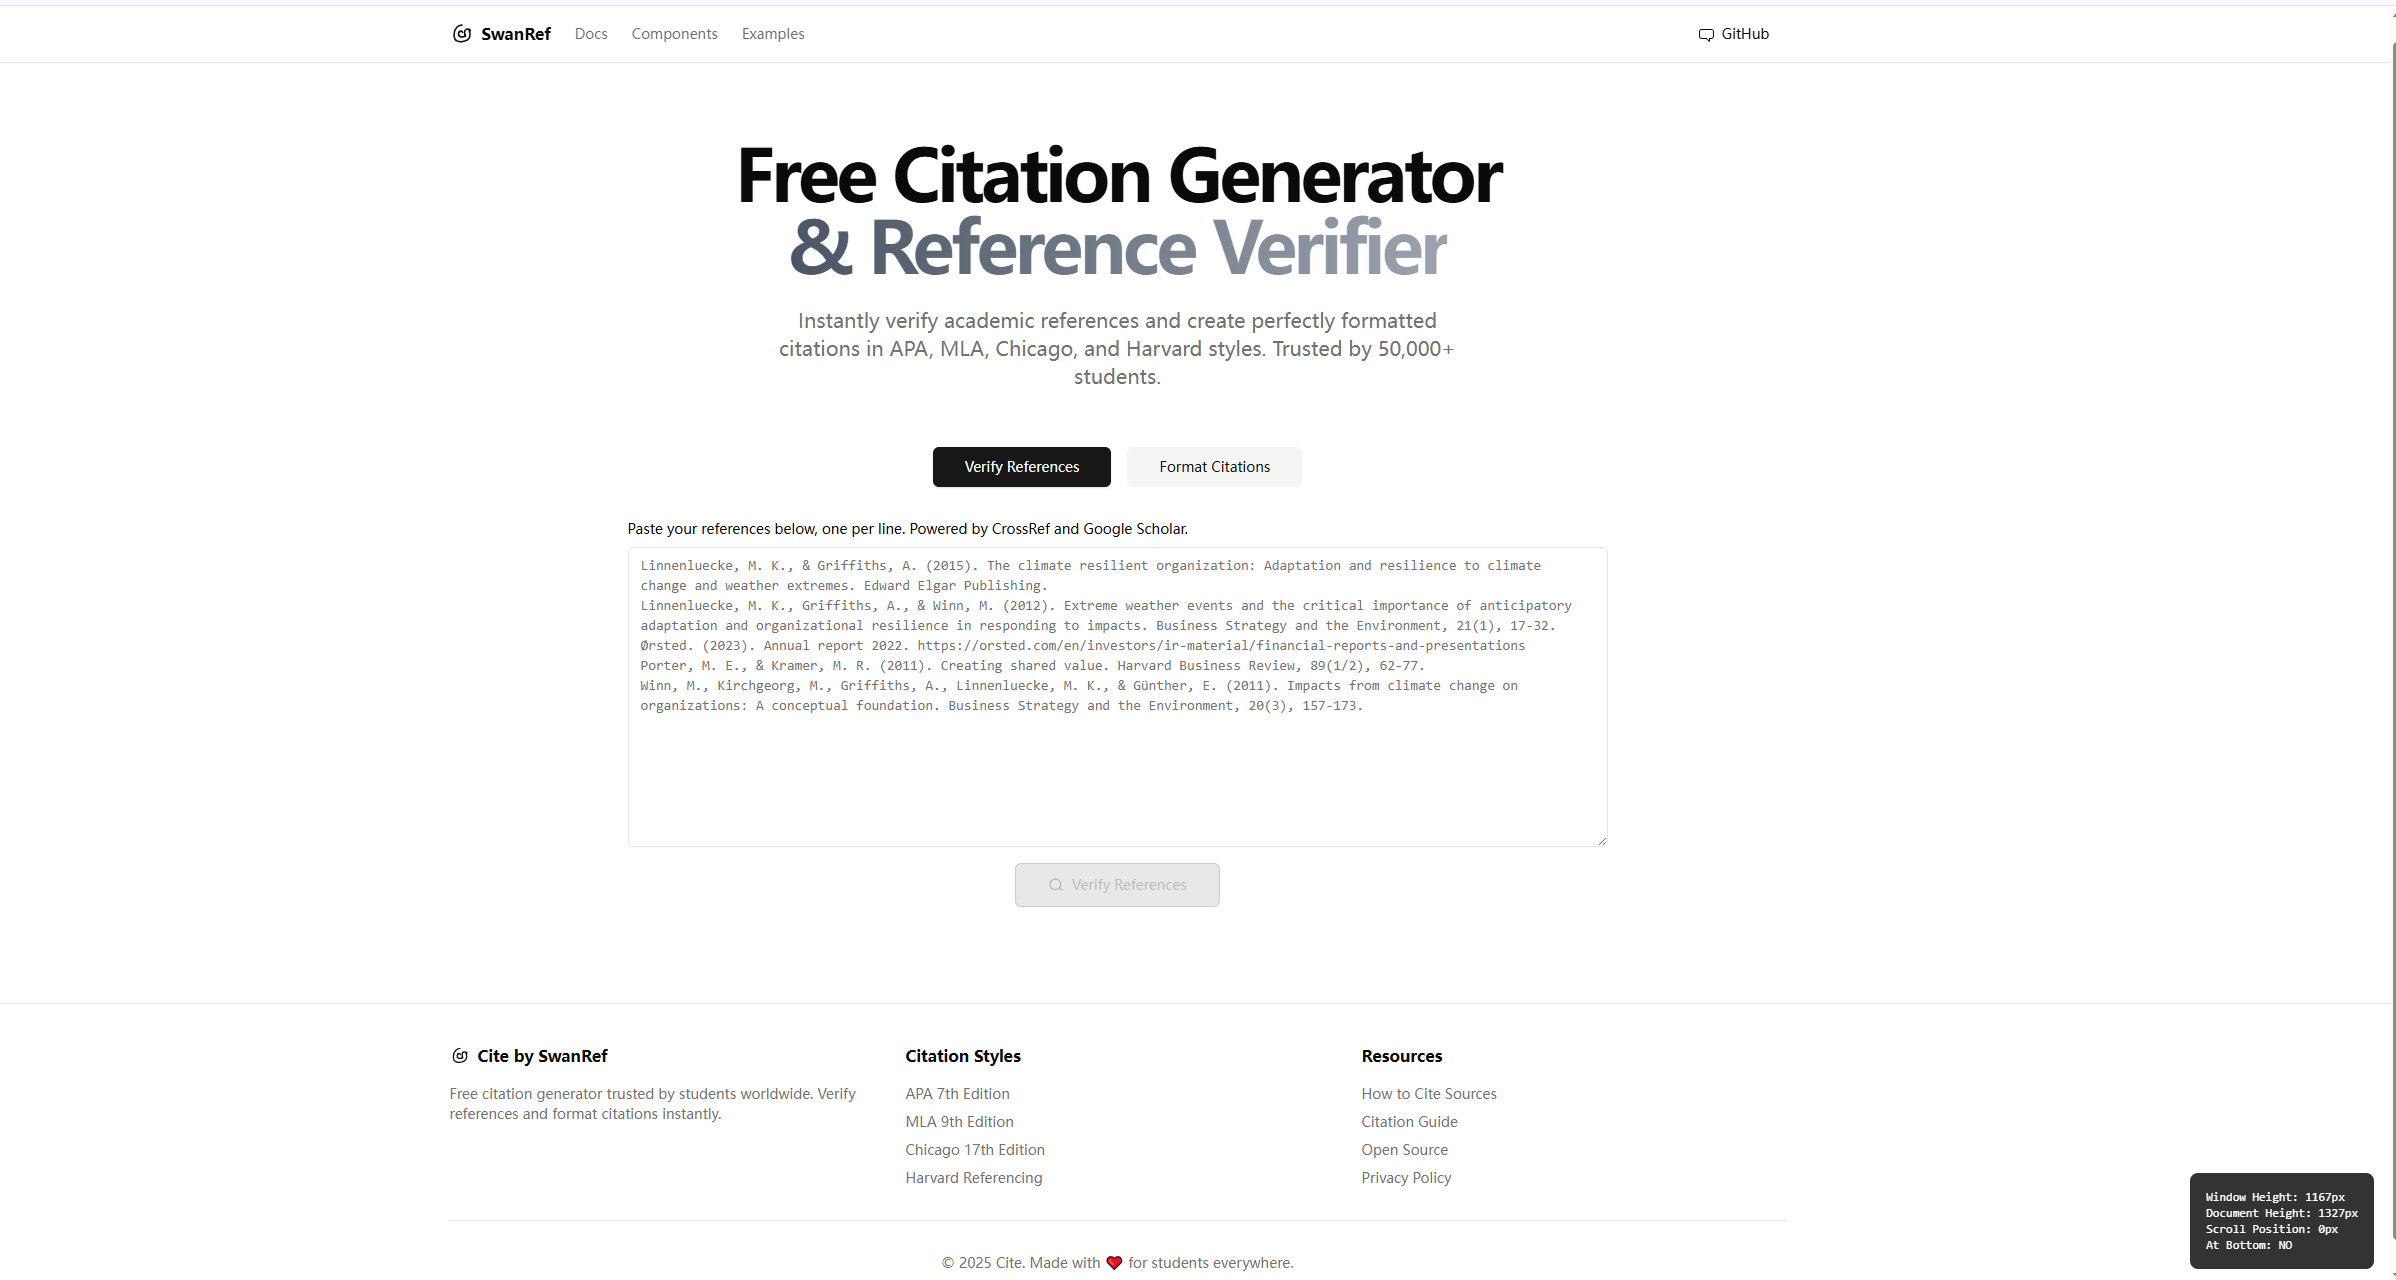 SwanRef Docs Components Examples GitHub
Free Citation Generator
& Reference Verifier
Instantly verify academic references and create perfectly formatted
citations in APA, MLA, Chicago, and Harvard styles. Trusted by 50,000+
students.
Verify References Format Citations
Paste your references below, one per line. Powered by CrossRef and Google Scholar.
Linnenluecke, M. K., & Griffiths, A. (2015). The climate resilient organization: Adaptation and resilience to climate
change and weather extremes. Edward Elgar Publishing.
Linnenluecke, M. K., Griffiths, A., & Winn, M. (2012). Extreme weather events and the critical importance of anticipatory
adaptation and organizational resilience in responding to impacts. Business Strategy and the Environment, 21(1), 17-32.
Ørsted. (2023). Annual report 2022. https://orsted.com/en/investors/ir-material/financial-reports-and-presentations
Porter, M. E., & Kramer, M. R. (2011). Creating shared value. Harvard Business Review, 89(1/2), 62-77.
Winn, M., Kirchgeorg, M., Griffiths, A., Linnenluecke, M. K., & Günther, E. (2011). Impacts from climate change on
organizations: A conceptual foundation. Business Strategy and the Environment, 20(3), 157-173.
Verify References
Cite by SwanRef
Free citation generator trusted by students worldwide. Verify
references and format citations instantly.
Citation Styles
APA 7th Edition
MLA 9th Edition
Chicago 17th Edition
Harvard Referencing
Resources
How to Cite Sources
Citation Guide
Open Source
Privacy Policy
© 2025 Cite. Made with ❤️ for students everywhere.
Window Height: 1167px
Document Height: 1327px
Scroll Position: 0px
At Bottom: NO